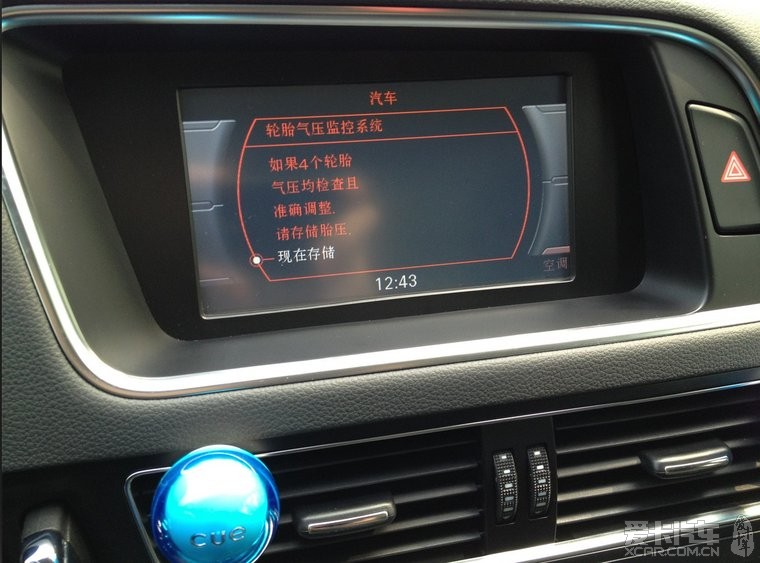 汽车
轮胎气压监控系统
如果4个轮胎
气压均检查且
准确调整.
请存储胎压.
现在存储
空调
12:43
cue
爱卡汽车
XCAR.COM.CN